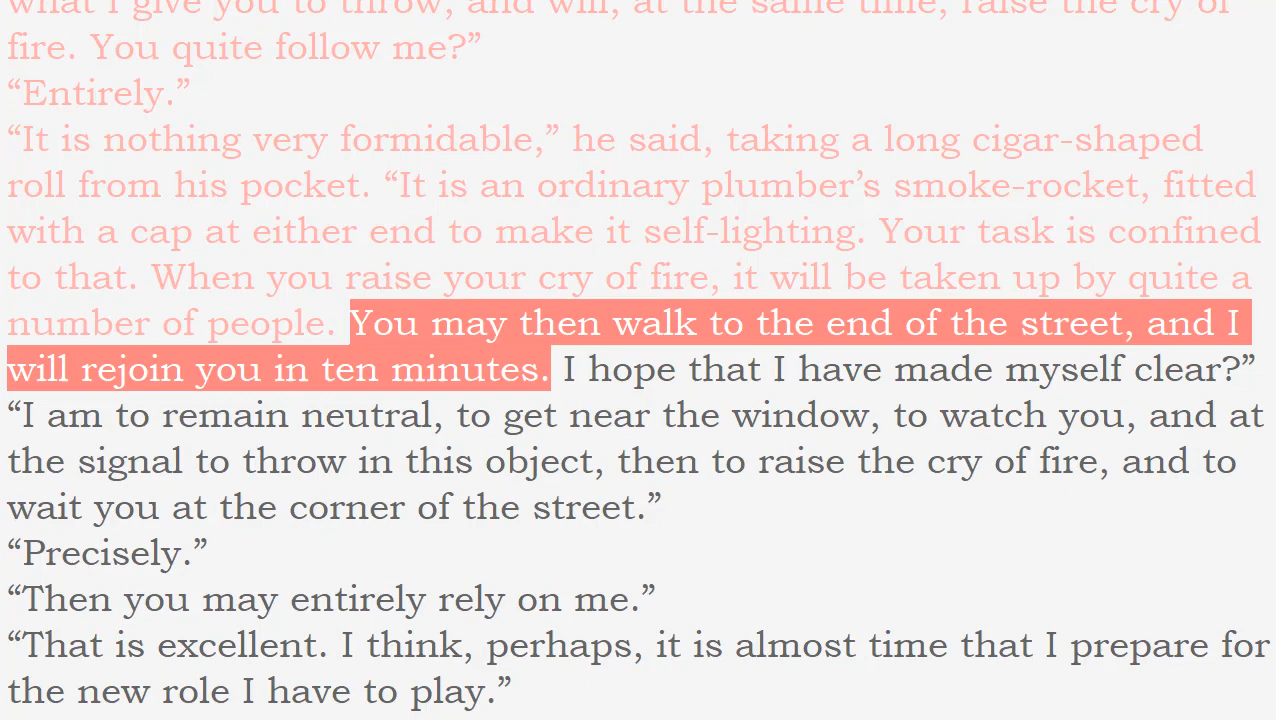 what I give you to throw, and will, at the same time, raise the cry of
fire. You quite follow me?”
“Entirely.”
“It is nothing very formidable,” he said, taking a long cigar-shaped
roll from his pocket. “It is an ordinary plumber’s smoke-rocket, fitted
with a cap at either end to make it self-lighting. Your task is confined
to that. When you raise your cry of fire, it will be taken up by quite a
number of people. You may then walk to the end of the street, and I
will rejoin you in ten minutes. I hope that I have made myself clear?”
“I am to remain neutral, to get near the window, to watch you, and at
the signal to throw in this object, then to raise the cry of fire, and to
wait you at the corner of the street.”
“Precisely.”
“Then you may entirely rely on me.”
“That is excellent. I think, perhaps, it is almost time that I prepare for
the new role I have to play.”